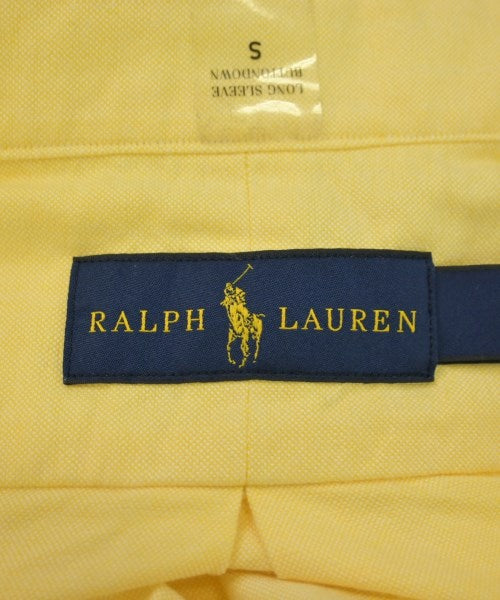 S
LONG SLEEVE
BUTTONDOWN
RALPH LAUREN